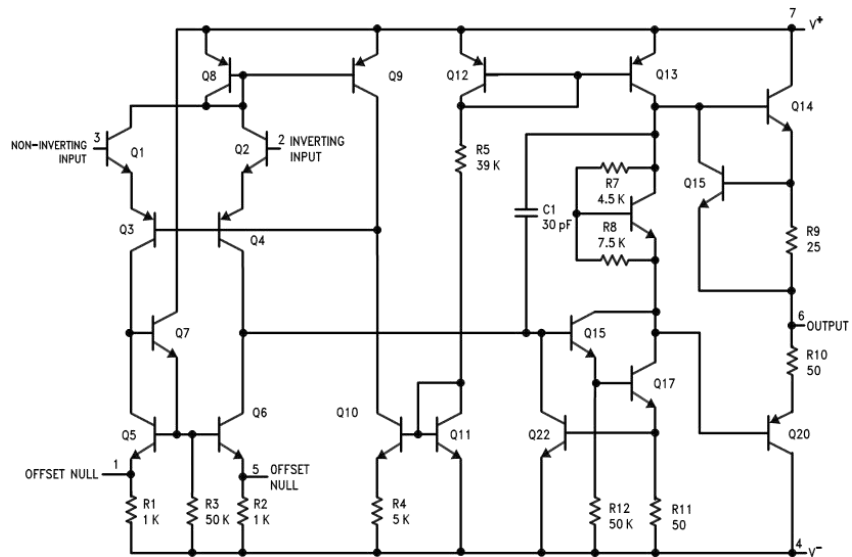 7
V+
Q8
Q9
Q12
Q13
Q14
3
NON-INVERTING
INPUT
Q1
Q2
2
INVERTING
INPUT
R5
39 K
R7
4.5 K
Q15
C1
30 pF
R8
7.5 K
R9
25
Q3
Q4
6
OUTPUT
Q7
Q15
R10
50
Q17
Q5
Q6
Q10
Q11
Q22
Q20
1
OFFSET NULL
5
OFFSET
NULL
R1
1 K
R3
50 K
R2
1 K
R4
5 K
R12
50 K
R11
50
4
V−